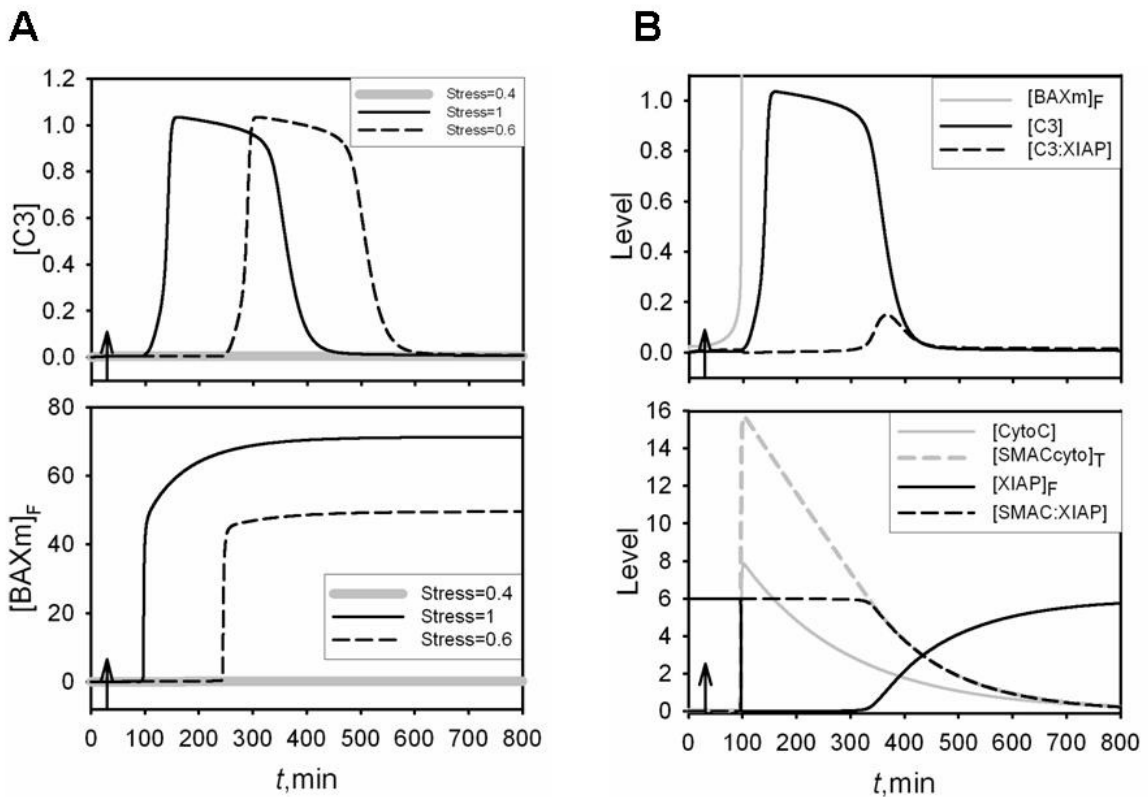 A
1.2
1.0
0.8
0.6
0.4
0.2
0.0
[C3]
Stress=0.4
Stress=1
Stress=0.6
80
60
40
20
0
[BAXm]F
Stress=0.4
Stress=1
Stress=0.6
0 100 200 300 400 500 600 700 800
t,min
B
1.0
0.8
0.6
0.4
0.2
0.0
Level
[BAXm]F
[C3]
[C3:XIAP]
16
14
12
10
8
6
4
2
0
Level
[CytoC]
[SMACcyto]T
[XIAP]F
[SMAC:XIAP]
0 100 200 300 400 500 600 700 800
t,min